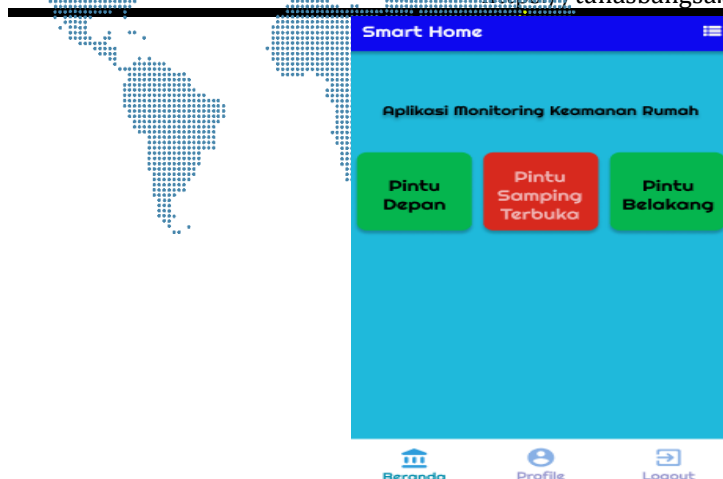 Smart Home
Aplikasi Monitoring Keamanan Rumah
Pintu
Depan
Pintu
Samping
Terbuka
Pintu
Belakang
Beranda
Profile
Logout